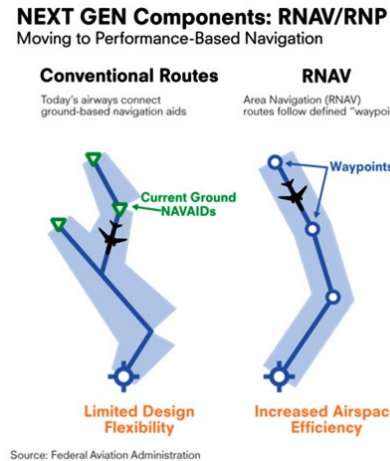 NEXT GEN Components: RNAV/RNP
Moving to Performance-Based Navigation
Conventional Routes
Today's airways connect
ground-based navigation aids
RNAV
Area Navigation (RNAV)
routes follow defined "waypoi
Current Ground
NAVAIDs
Waypoints
Limited Design
Flexibility
Increased Airspac
Efficiency
Source: Federal Aviation Administration